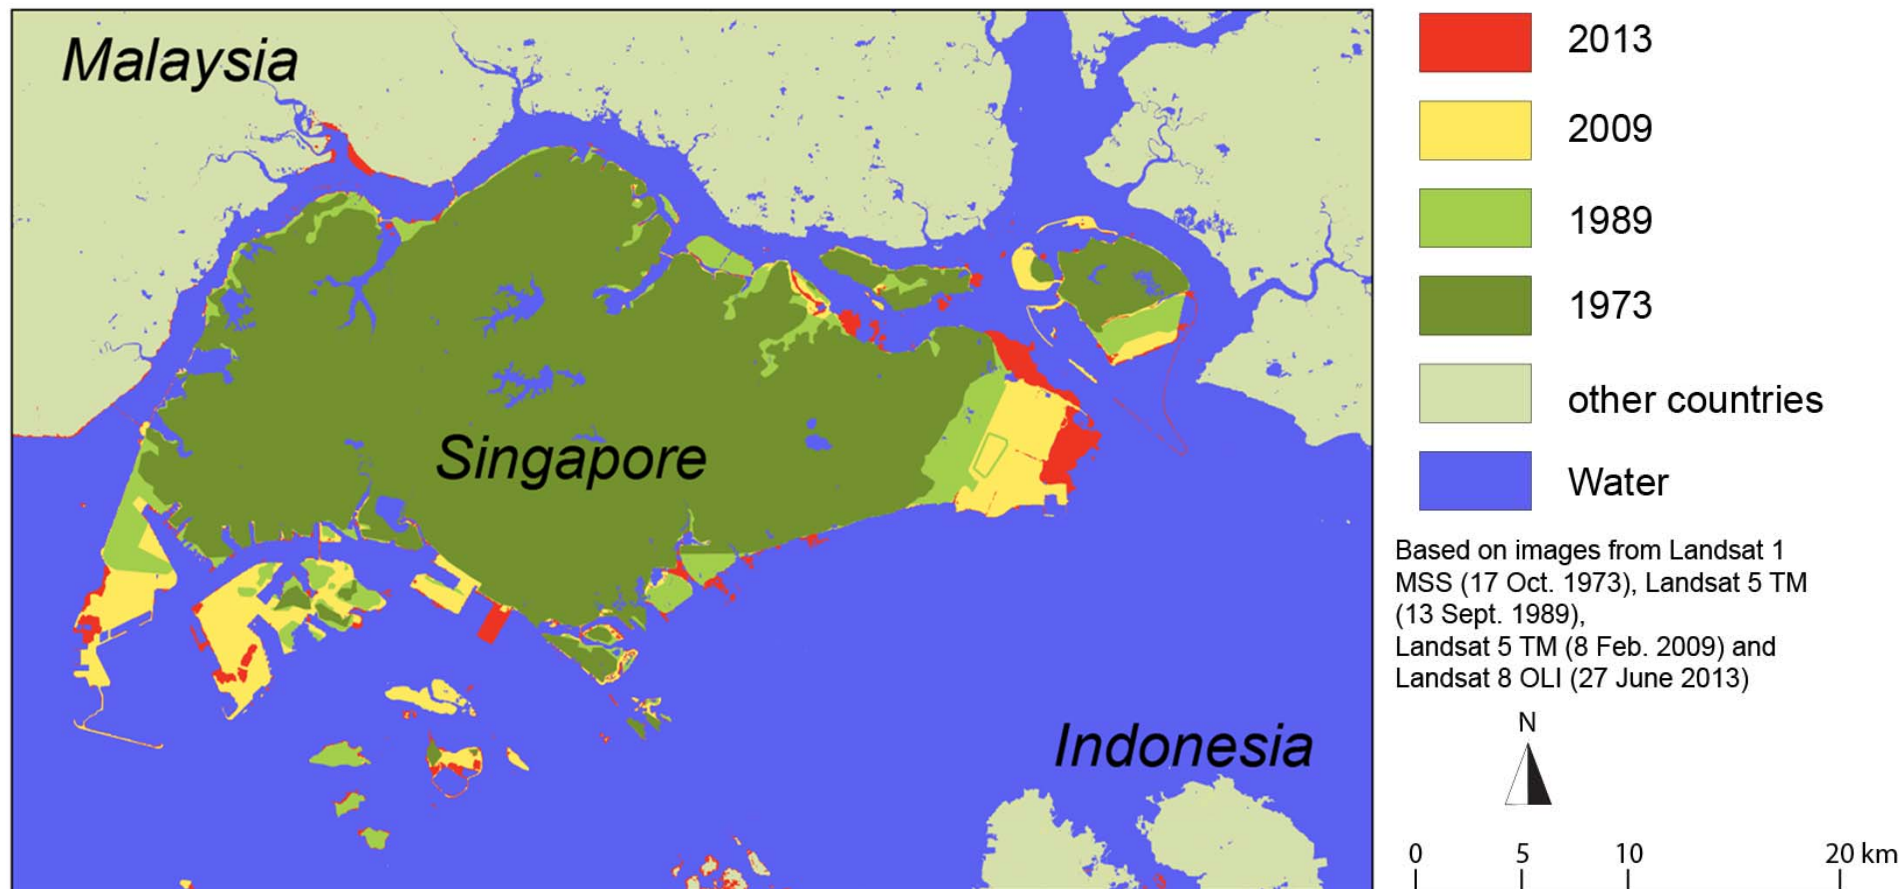 Malaysia
Singapore
Indonesia
2013
2009
1989
1973
other countries
Water
Based on images from Landsat 1
MSS (17 Oct. 1973), Landsat 5 TM
(13 Sept. 1989),
Landsat 5 TM (8 Feb. 2009) and
Landsat 8 OLI (27 June 2013)
N
0 5 10 20 km